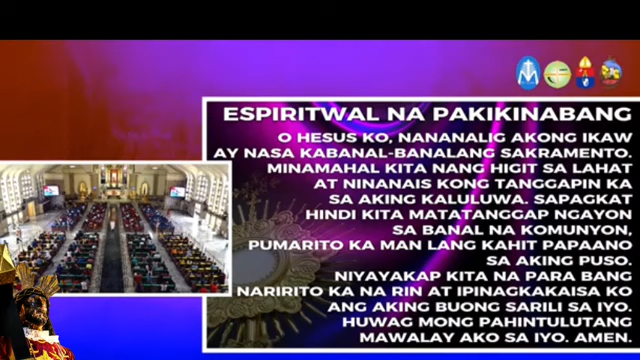 ESPIRITWAL NA PAKIKINABANG
O HESUS KO, NANANALIG AKONG IKAW
AY NASA KABANAL-BANALANG SAKRAMENTO.
MINAMAHAL KITA NANG HIGIT SA LAHAT
AT NINANAIS KONG TANGGAPIN KA
SA AKING KALULUWA. SAPAGKAT
HINDI KITA MATATANGGAP NGAYON
SA BANAL NA KOMUNYON,
PUMARITO KA MAN LANG KAHIT PAPAANO
SA AKING PUSO.
NIYAYAKAP KITA NA PARA BANG
NARIRITO KA NA RIN AT IPINAGKAKAISA KO
ANG AKING BUONG SARILI SA IYO.
HUWAG MONG PAHINTULUTANG
MAWALAY AKO SA IYO. AMEN.